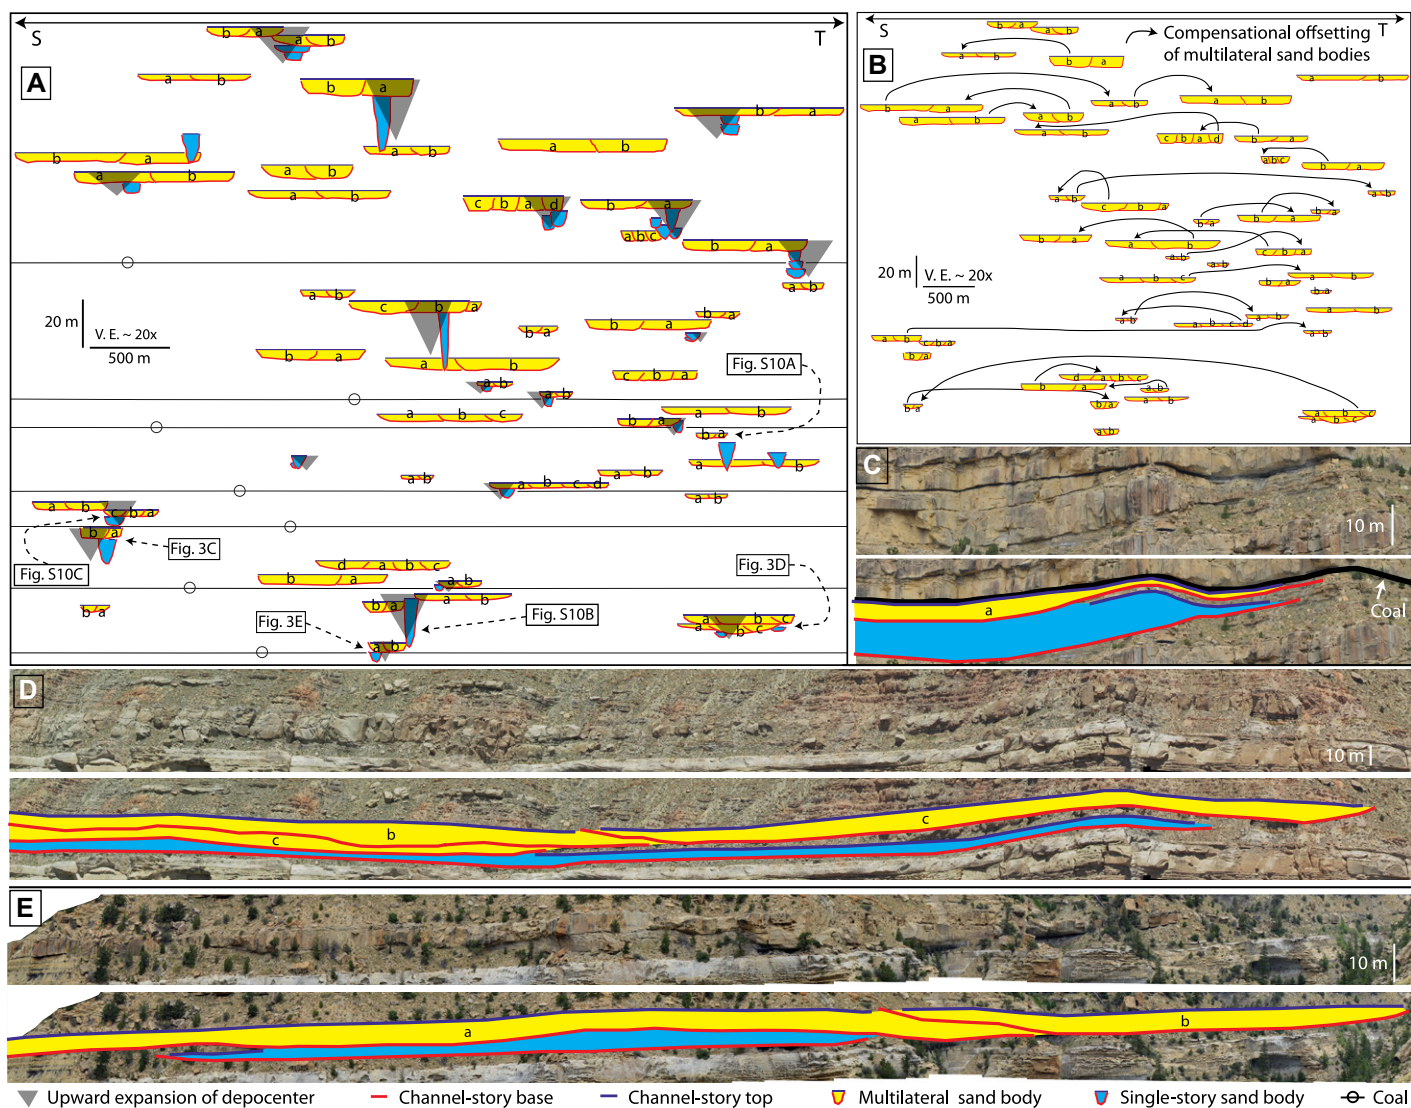 S T
A
b a
a b
a b
b a
b b
a b
a b
b a
a b
a b
a b
a b
c b a d
b a
a b c
b a
a b
a b
c b a
b a
b a
b a
b a
a b
c b a
a b
a b
a b
a b c
b a
b a
a b
a b
a b
a b
a b c d
a b
a b
c b a
b a
d a b c
b a
a b
b a
b a
a b
a b
a b c
a b c
20 m
V. E. ~ 20x
500 m
Fig. S10A
Fig. 3C
Fig. S10C
Fig. 3E
Fig. S10B
Fig. 3D
S T
B
Compensational offsetting
of multilateral sand bodies
b a
a b
a b
b a
a b
b a
a b
a b
a b
a b
a b
c b a d
b a
a b c
b a
a b
a b
c b a
b a
b a
b a
b a
a b
c b a
a b
a b
a b c
a b
b a
a b
a b
a b
a b
a b c d
a b
a b
c b a
b a
d a b c
b a
a b
b a
a b
b a
a b c
a b c
a b
20 m
V. E. ~ 20x
500 m
C
10 m
a
Coal
D
10 m
b
c
c
E
10 m
a
b
Upward expansion of depocenter
Channel-story base
Channel-story top
Multilateral sand body
Single-story sand body
Coal